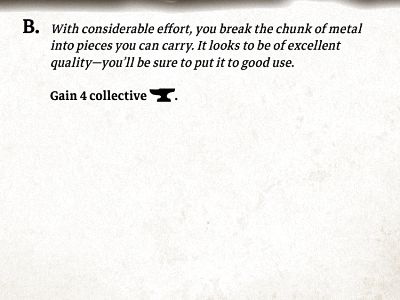 B. With considerable effort, you break the chunk of metal
into pieces you can carry. It looks to be of excellent
quality—you'll be sure to put it to good use.
Gain 4 collective .